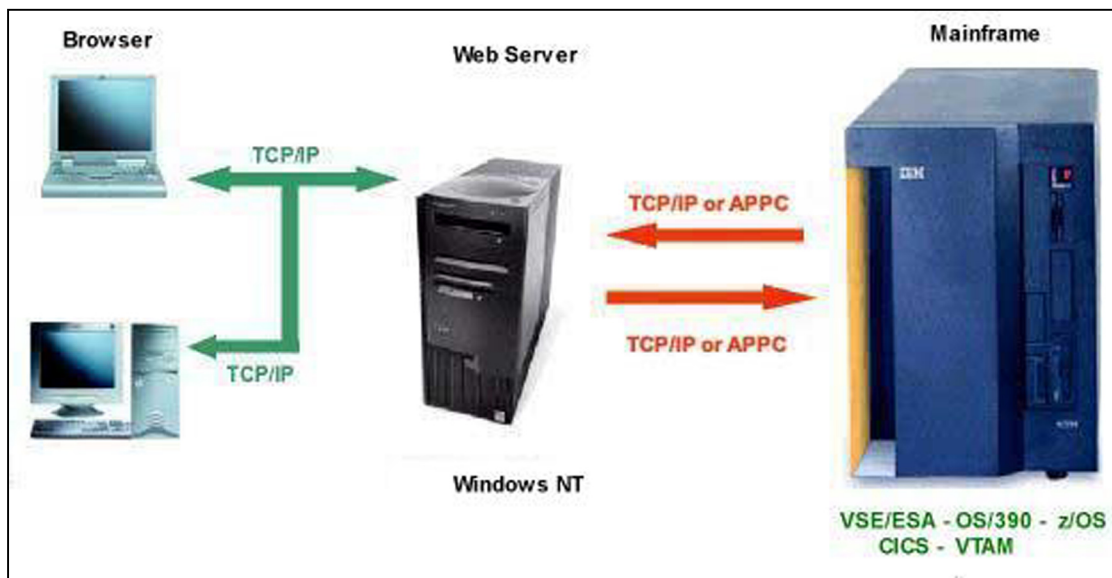 Browser
Web Server
Mainframe
TCP/IP
TCP/IP or APPC
IBM
TCP/IP or APPC
TCP/IP
Windows NT
VSE/ESA - OS/390 - z/OS
CICS - VTAM